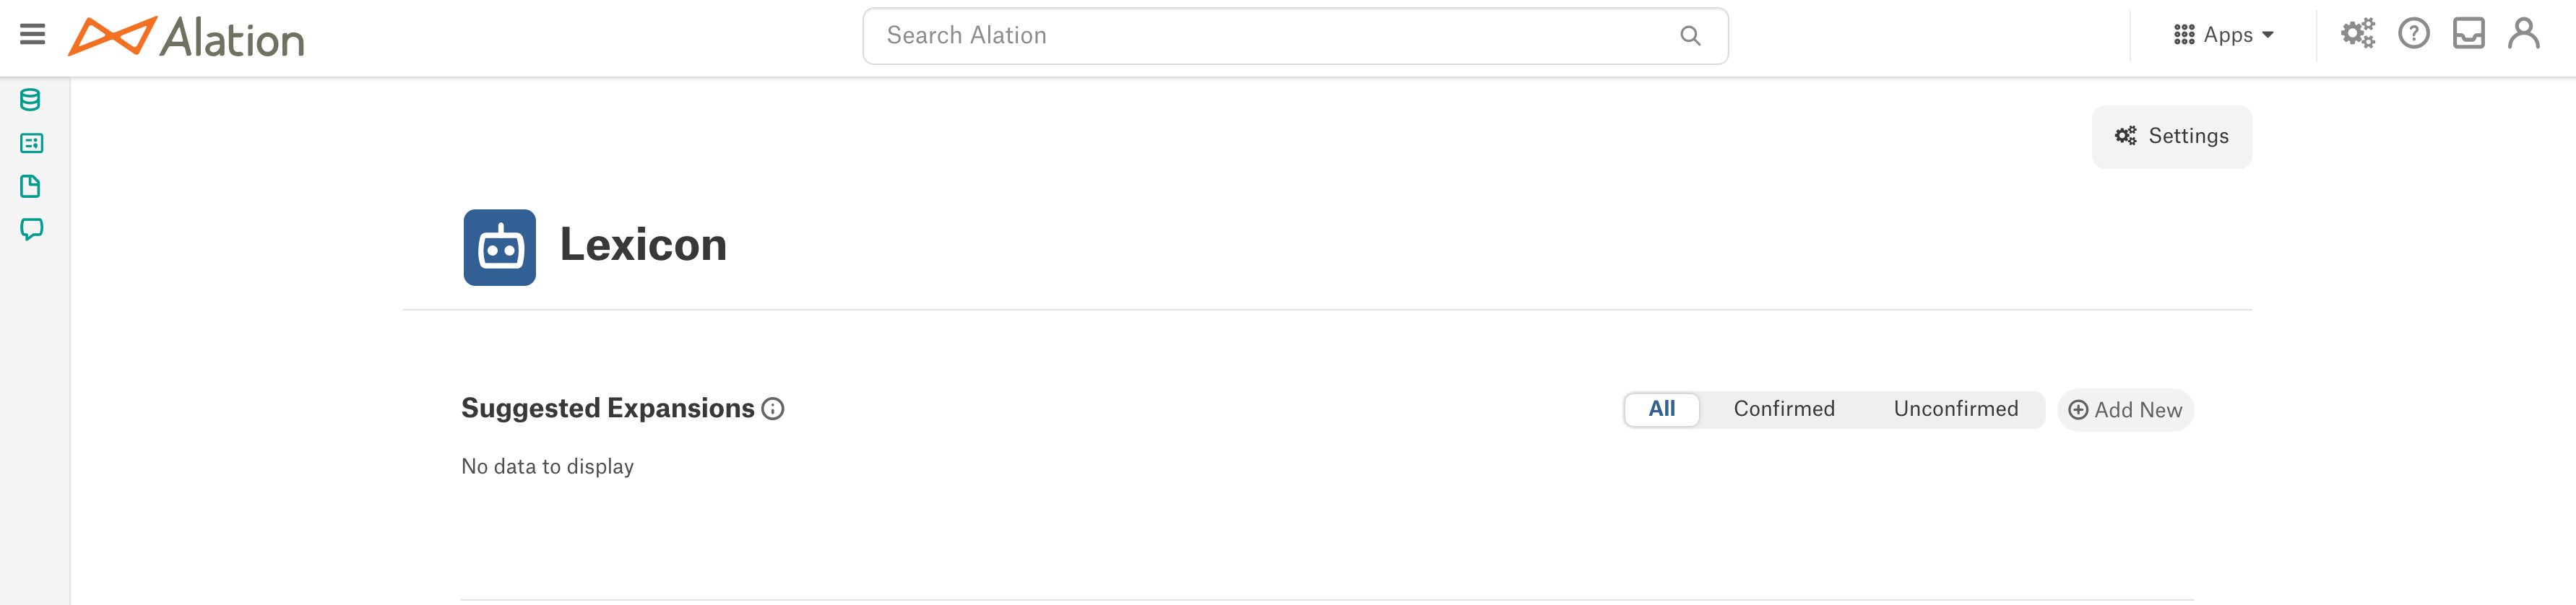 Alation
Search Alation
Apps
Settings
Lexicon
Suggested Expansions
All Confirmed Unconfirmed
Add New
No data to display